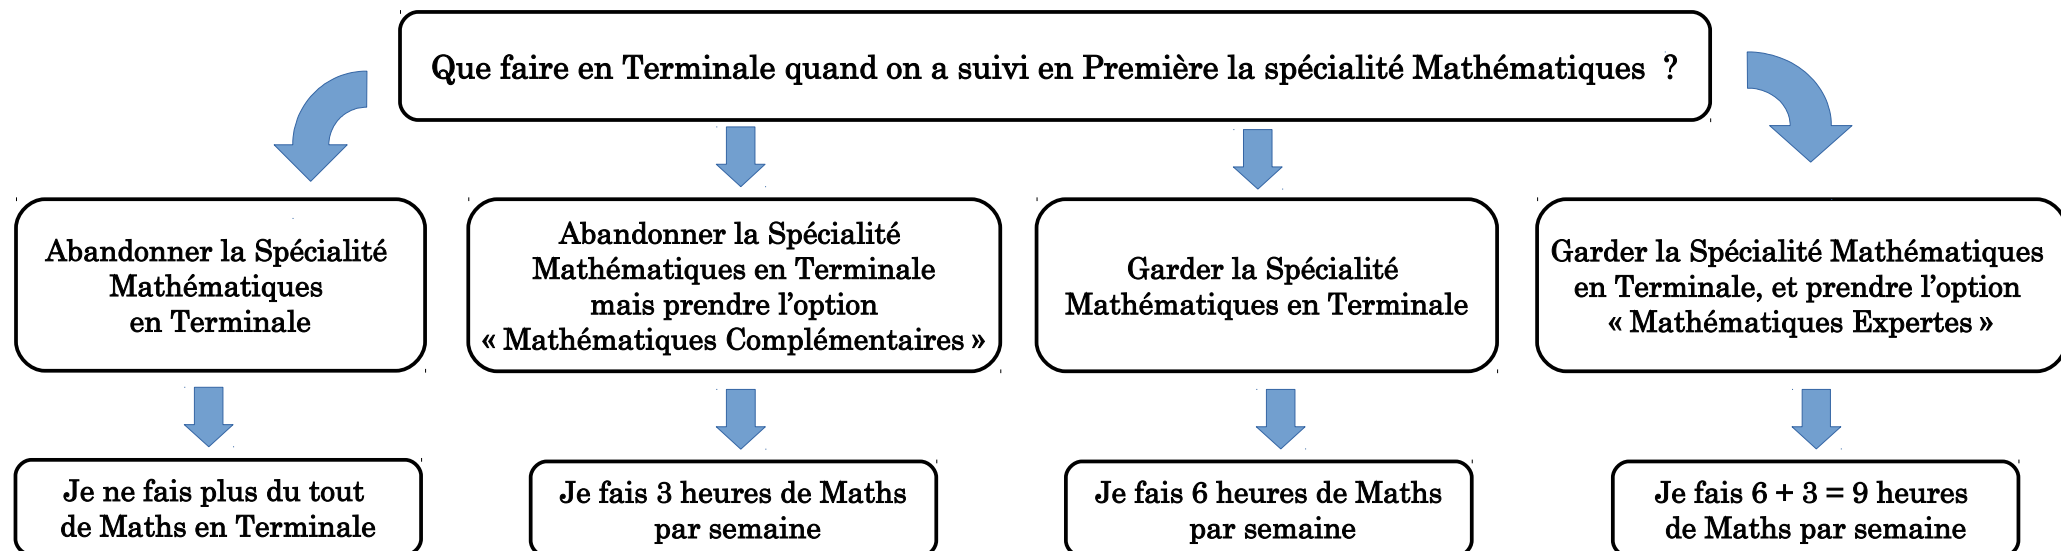 Que faire en Terminale quand on a suivi en Première la spécialité Mathématiques ?
Abandonner la Spécialité
Mathématiques
en Terminale
Abandonner la Spécialité
Mathématiques en Terminale
mais prendre l'option
« Mathématiques Complémentaires »
Garder la Spécialité
Mathématiques en Terminale
Garder la Spécialité Mathématiques
en Terminale, et prendre l'option
« Mathématiques Expertes »
Je ne fais plus du tout
de Maths en Terminale
Je fais 3 heures de Maths
par semaine
Je fais 6 heures de Maths
par semaine
Je fais 6 + 3 = 9 heures
de Maths par semaine